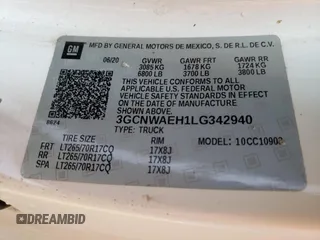 GM
MFD BY GENERAL MOTORS DE MEXICO, S. DE R.L. DE C.V.
06/20 GVWR GAWR FRT GAWR RR
3085 KG 1678 KG 1724 KG
6800 LB 3700 LB 3800 LB
THIS VEHICLE CONFORMS TO ALL APPLICABLE
U.S. FEDERAL MOTOR
VEHICLE SAFETY STANDARDS IN EFFECT ON THE
DATE OF MANUFACTURE SHOWN ABOVE.
3GCNWAEH1LG342940
TYPE: TRUCK
TIRE SIZE RIM MODEL: 10CC10903
FRT LT265/70R17CQ 17X8J
RR LT265/70R17CQ 17X8J
SPA LT265/70R17CQ 17X8J
DREAMBID